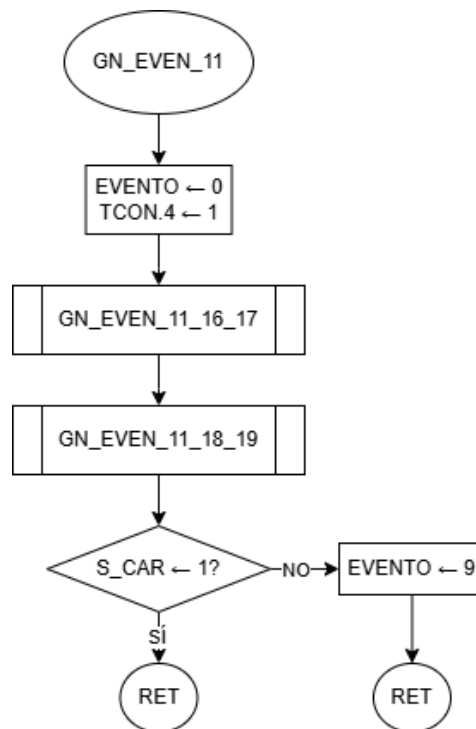 GN_EVEN_11
EVENTO ← 0
TCON.4 ← 1
GN_EVEN_11_16_17
GN_EVEN_11_18_19
S_CAR ← 1?
NO
EVENTO ← 9
SÍ
RET
RET